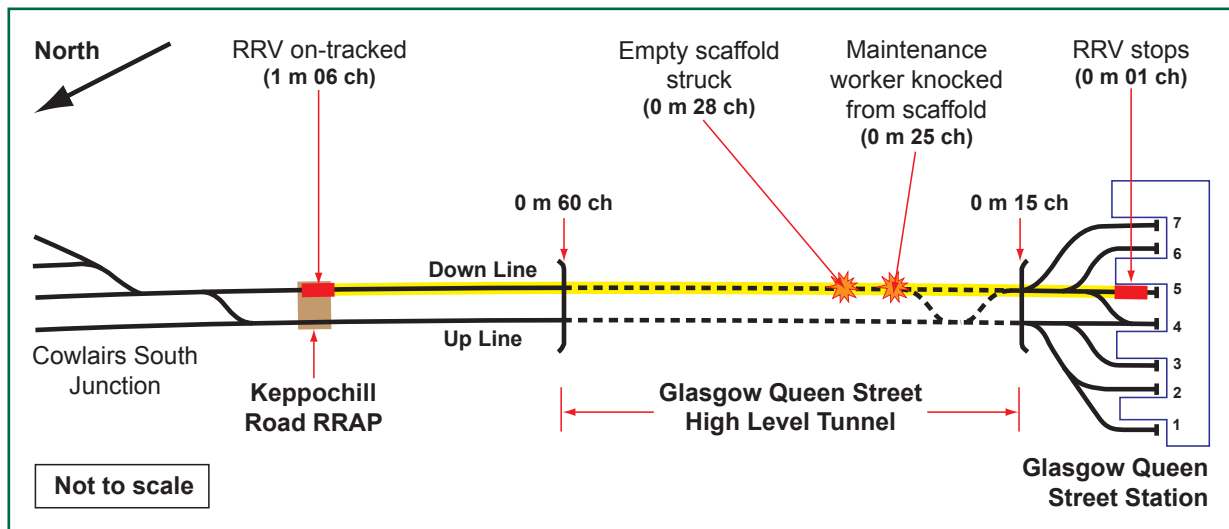 North
RRV on-tracked
(1 m 06 ch)
Empty scaffold
struck
(0 m 28 ch)
Maintenance
worker knocked
from scaffold
(0 m 25 ch)
RRV stops
(0 m 01 ch)
0 m 60 ch
0 m 15 ch
Down Line
Up Line
7
6
5
4
3
2
1
Cowlairs South
Junction
Keppochill
Road RRAP
Glasgow Queen Street
High Level Tunnel
Glasgow Queen
Street Station
Not to scale